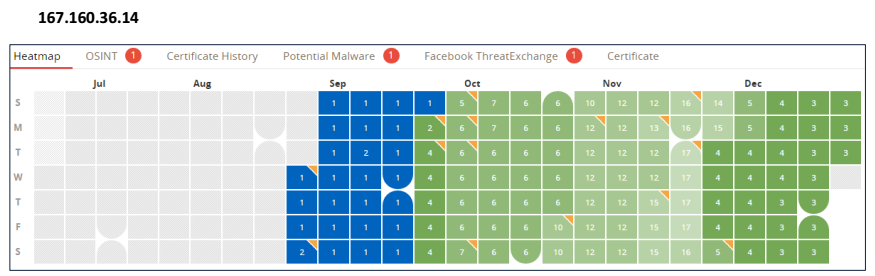 167.160.36.14
Heatmap OSINT 1 Certificate History Potential Malware 1 Facebook ThreatExchange 1 Certificate
Jul Aug Sep Oct Nov Dec
S 1 1 1 1 5 7 6 6 10 12 12 16 14 5 4 3 3
M 1 1 1 2 6 7 6 6 12 12 13 16 15 5 4 3 3
T 1 2 1 4 6 6 6 6 12 12 12 17 4 4 4 3 3
W 1 1 1 1 4 6 6 6 6 12 12 12 17 4 4 4 3
T 1 1 1 1 4 6 6 6 6 12 12 15 17 4 4 4 3
F 1 1 1 1 4 6 6 6 10 12 12 15 17 4 4 3 3
S 2 1 1 1 4 7 6 6 10 12 12 15 16 5 4 3 3